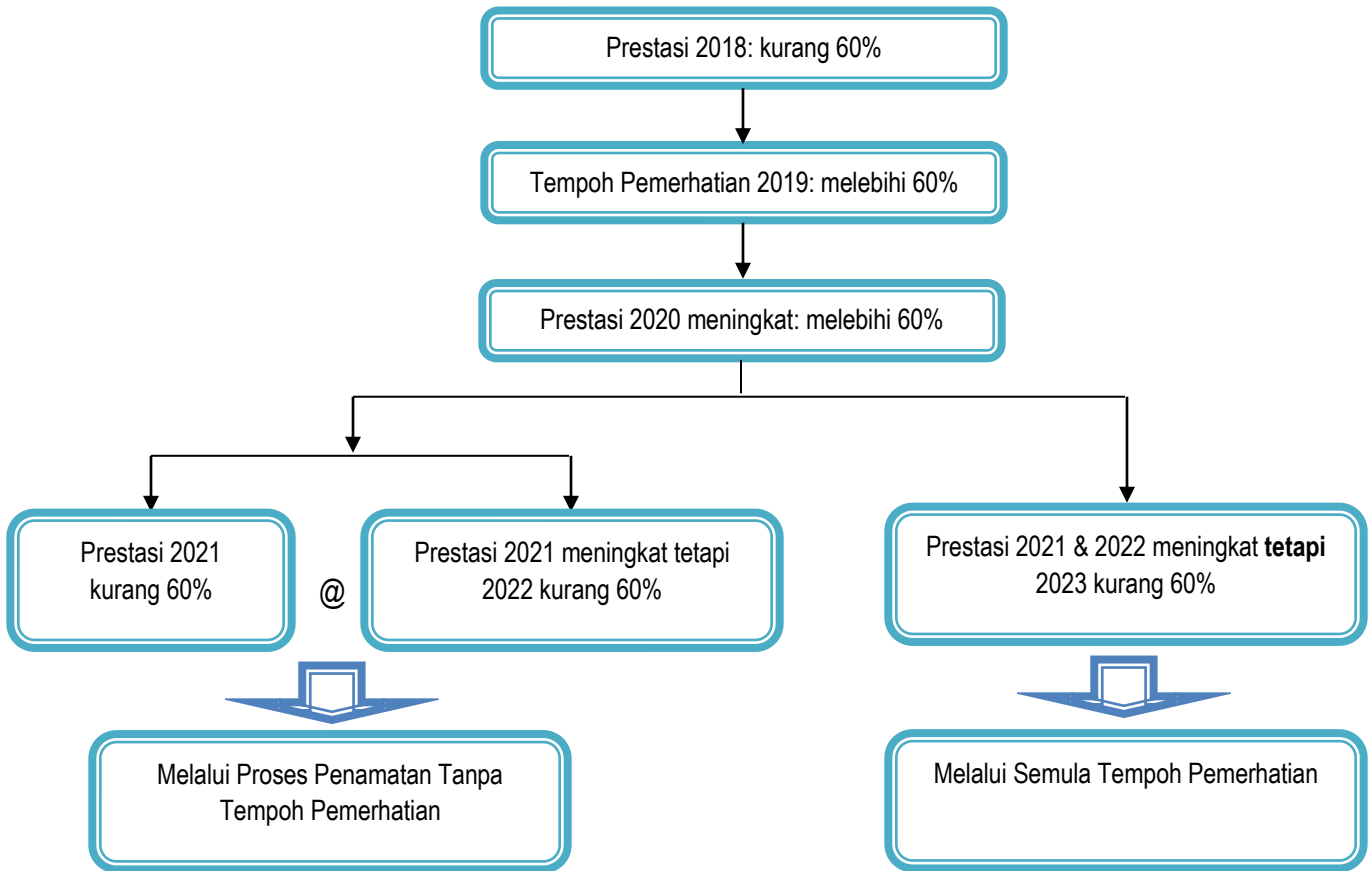 Prestasi 2018: kurang 60%
Tempoh Pemerhatian 2019: melebihi 60%
Prestasi 2020 meningkat: melebihi 60%
Prestasi 2021
kurang 60%
@
Prestasi 2021 meningkat tetapi
2022 kurang 60%
Prestasi 2021 & 2022 meningkat tetapi
2023 kurang 60%
Melalui Proses Penamatan Tanpa
Tempoh Pemerhatian
Melalui Semula Tempoh Pemerhatian